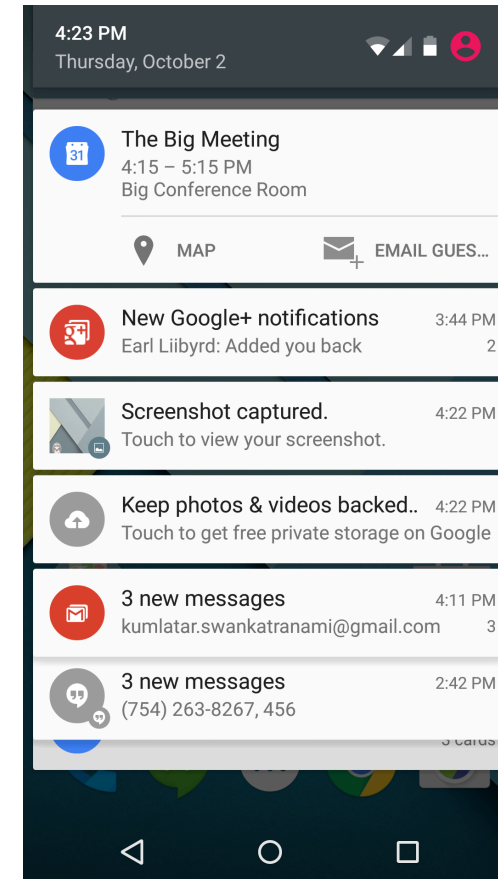 4:23 PM
Thursday, October 2
31
The Big Meeting
4:15 – 5:15 PM
Big Conference Room
MAP
EMAIL GUES...
New Google+ notifications 3:44 PM
Earl Liibyrd: Added you back 2
Screenshot captured. 4:22 PM
Touch to view your screenshot.
Keep photos & videos backed.. 4:22 PM
Touch to get free private storage on Google
3 new messages 4:11 PM
kumlatar.swankatranami@gmail.com 3
3 new messages 2:42 PM
(754) 263-8267, 456
cards